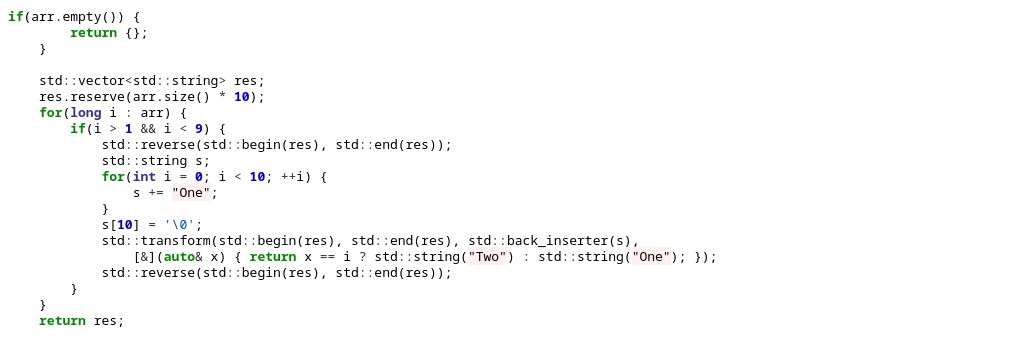 if(arr.empty()) {
        return {};
    }

    std::vector<std::string> res;
    res.reserve(arr.size() * 10);
    for(long i : arr) {
        if(i > 1 && i < 9) {
            std::reverse(std::begin(res), std::end(res));
            std::string s;
            for(int i = 0; i < 10; ++i) {
                s += "One";
            }
            s[10] = '\0';
            std::transform(std::begin(res), std::end(res), std::back_inserter(s),
                [&](auto& x) { return x == i ? std::string("Two") : std::string("One"); });
            std::reverse(std::begin(res), std::end(res));
        }
    }
    return res;